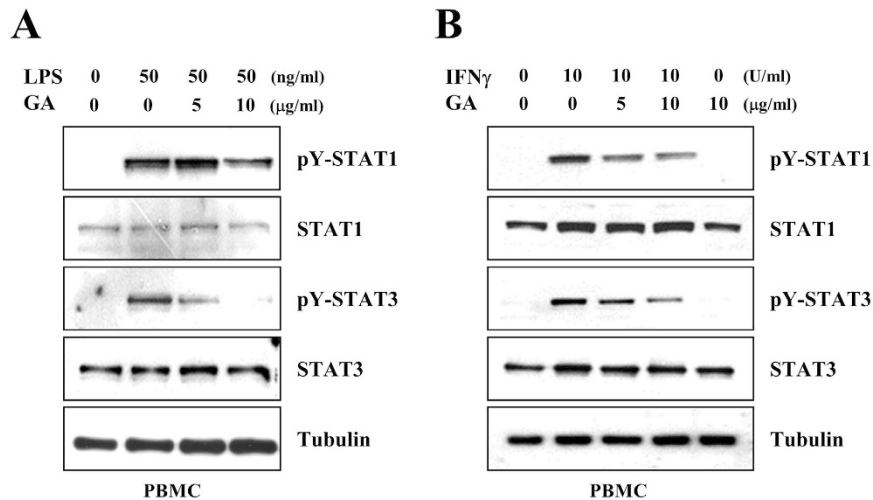 A
LPS 0 50 50 50 (ng/ml)
GA 0 0 5 10 (μg/ml)
pY-STAT1
STAT1
pY-STAT3
STAT3
Tubulin
PBMC
B
IFNγ 0 10 10 10 0 (U/ml)
GA 0 0 5 10 10 (μg/ml)
pY-STAT1
STAT1
pY-STAT3
STAT3
Tubulin
PBMC